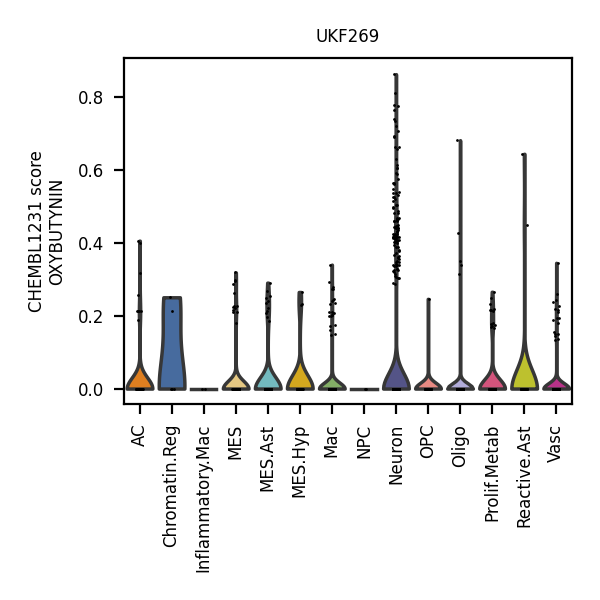 UKF269
CHEMBL1231 score
OXYBUTYNIN
0.8
0.6
0.4
0.2
0.0
AC
Chromatin.Reg
Inflammatory.Mac
MES
MES.Ast
MES.Hyp
Mac
NPC
Neuron
OPC
Oligo
Prolif.Metab
Reactive.Ast
Vasc